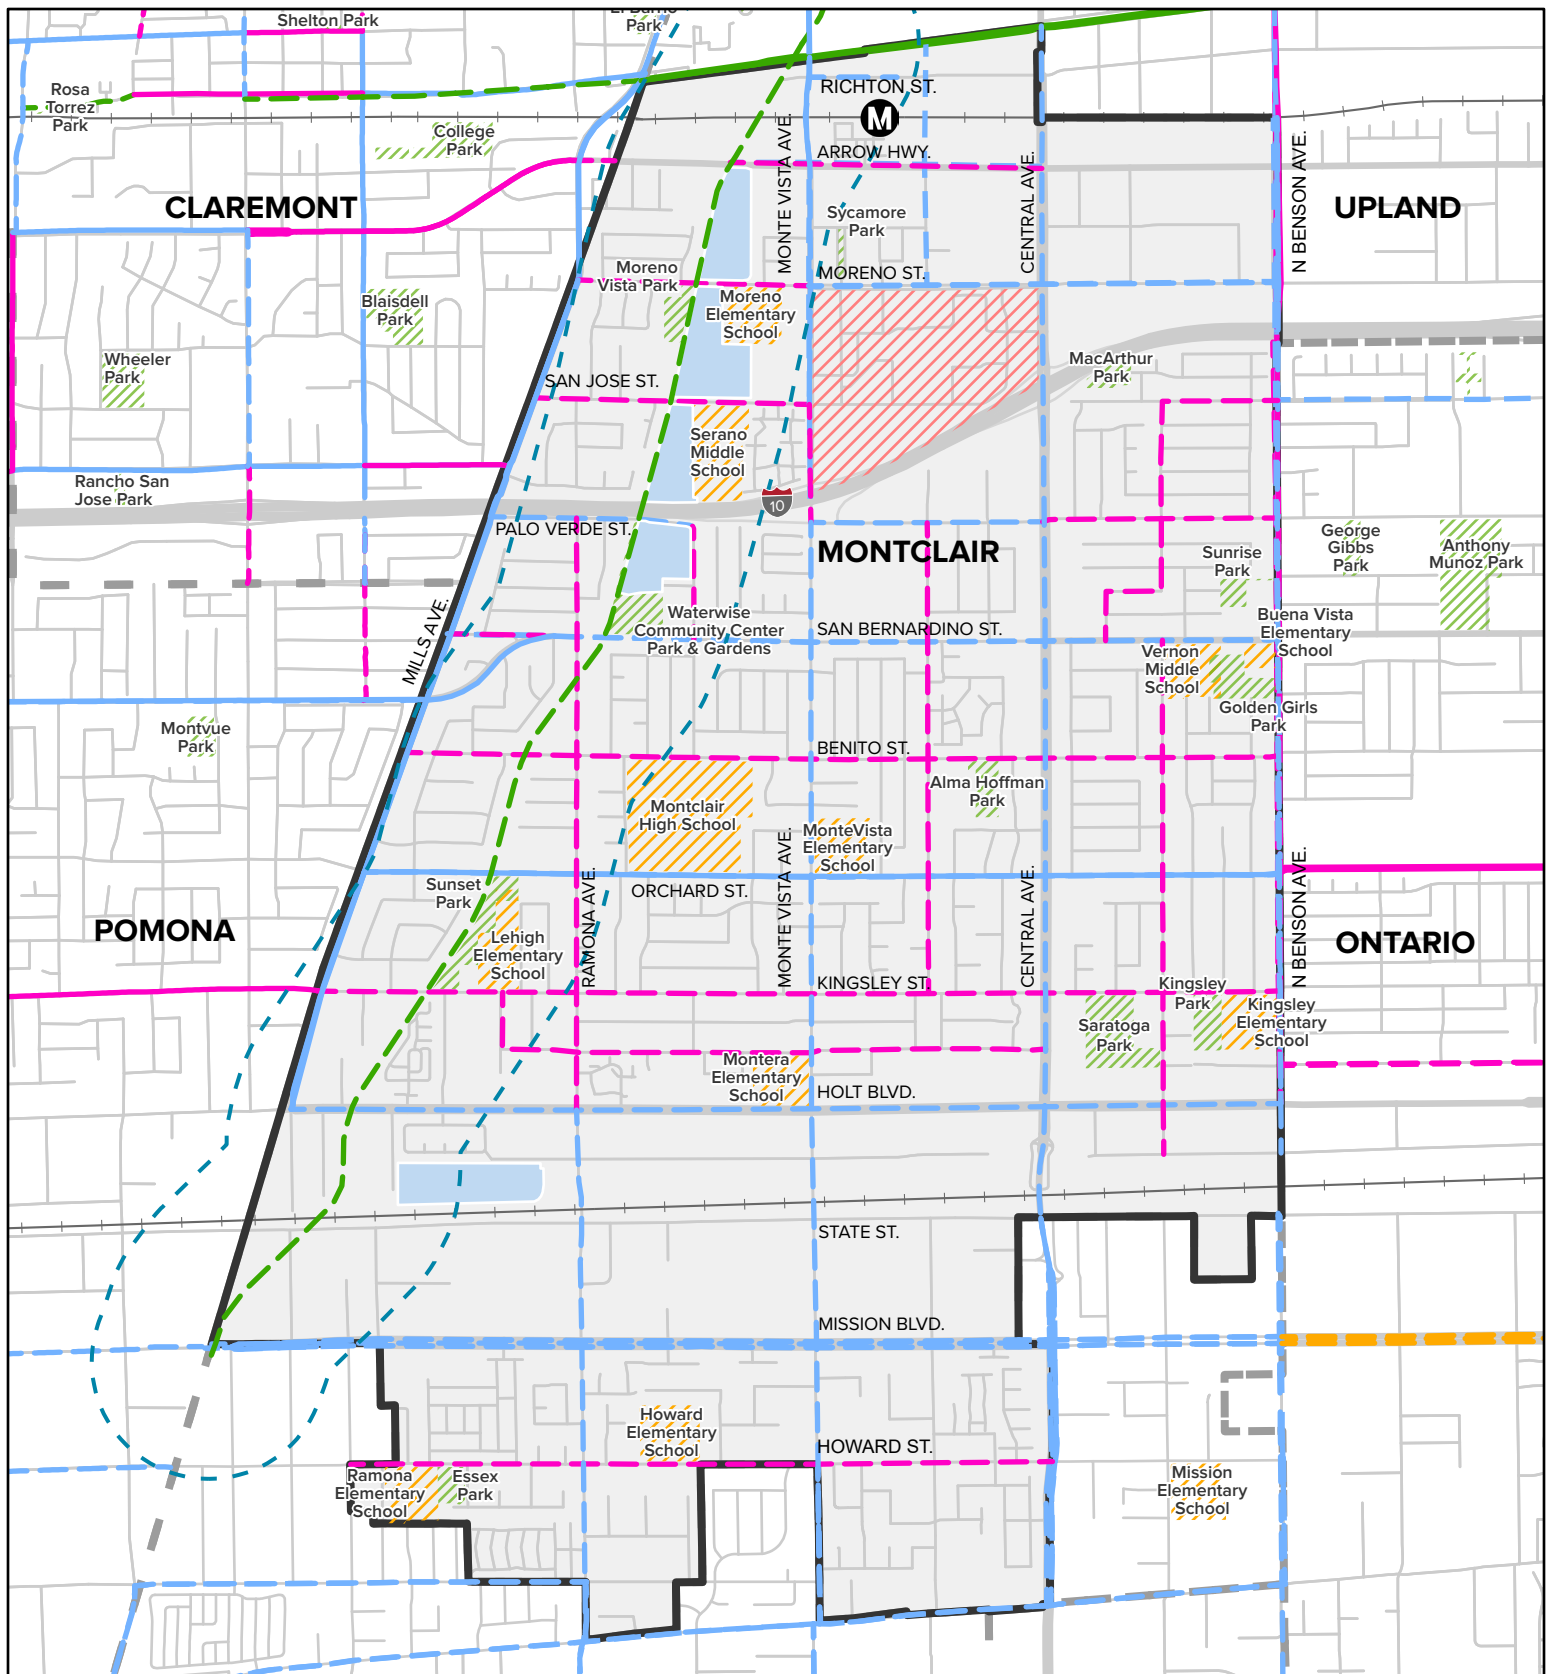 Shelton Park
El Barrio
Park
Rosa
Torrez
Park
College
Park
RICHTON ST.
M
ARROW HWY.
MONTE VISTA AVE.
CENTRAL AVE.
N BENSON AVE.
CLAREMONT
UPLAND
Sycamore
Park
Moreno
Vista Park
MORENO ST.
Blaisdell
Park
Moreno
Elementary
School
Wheeler
Park
MacArthur
Park
SAN JOSE ST.
Serano
Middle
School
Rancho San
Jose Park
10
PALO VERDE ST.
MONTCLAIR
George
Gibbs
Park
Anthony
Munoz Park
Sunrise
Park
MILLS AVE.
Waterwise
Community Center
Park & Gardens
SAN BERNARDINO ST.
Buena Vista
Elementary
School
Vernon
Middle
School
Golden Girls
Park
Montvue
Park
BENITO ST.
Alma Hoffman
Park
Montclair
High School
MonteVista
Elementary
School
MONTE VISTA AVE.
CENTRAL AVE.
N BENSON AVE.
RAMONA AVE.
ORCHARD ST.
Sunset
Park
POMONA
ONTARIO
Lehigh
Elementary
School
KINGSLEY ST.
Kingsley
Park
Kingsley
Elementary
School
Saratoga
Park
Montera
Elementary
School
HOLT BLVD.
STATE ST.
MISSION BLVD.
Howard
Elementary
School
HOWARD ST.
Ramona
Elementary
School
Essex
Park
Mission
Elementary
School